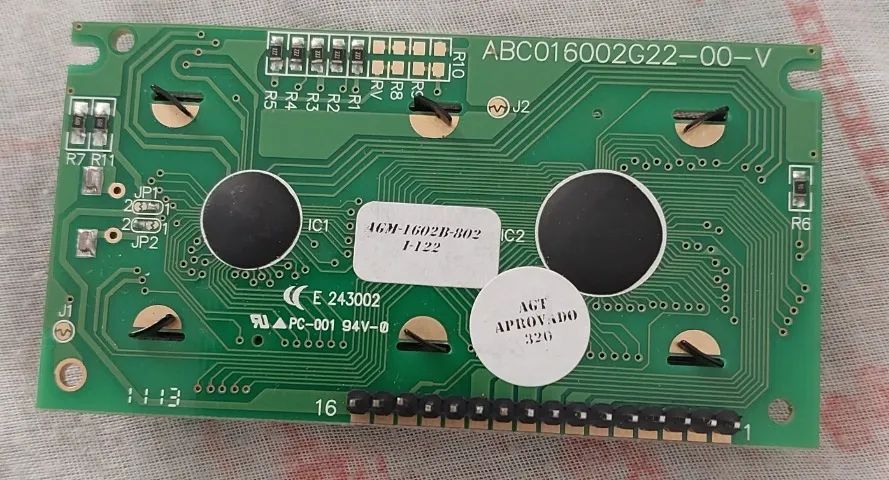 ABC016002G22-00-V
R5 R4 R3 R2 R1 RV R8 R9 R10
J2
R7 R11
JP1
2 1
2 1
JP2
IC1
AGM-1602B-802
I-122
IC2
R6
E 243002
PC-001 94V-0
AGT
APROVADO
326
J1
1113
16
1